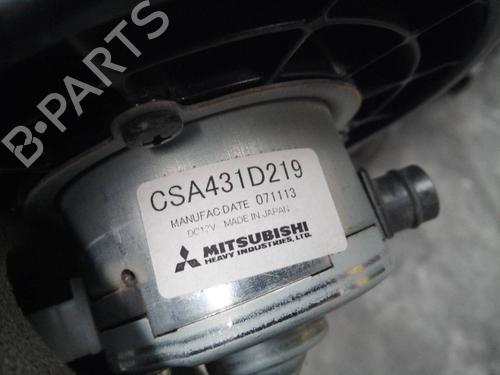 B-PARTS
CSA431D219
MANUFAC DATE 071113
DC12V MADE IN JAPAN
MITSUBISHI
HEAVY INDUSTRIES, LTD.